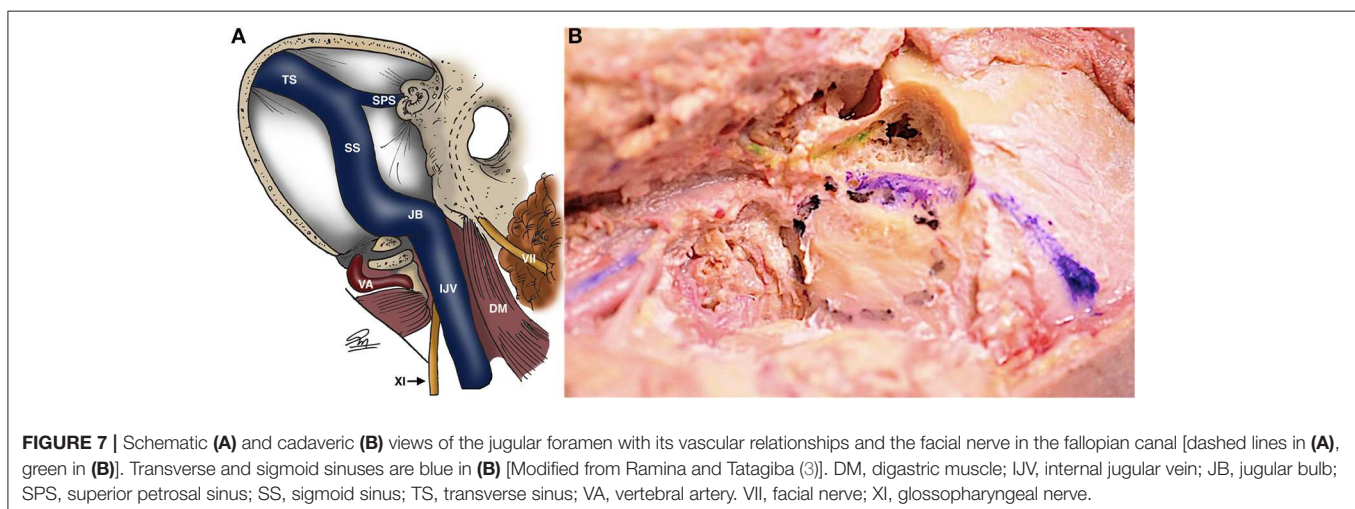 A
B
TS
SPS
SS
JB
VII
VA
IJV
DM
XI
FIGURE 7 | Schematic (A) and cadaveric (B) views of the jugular foramen with its vascular relationships and the facial nerve in the fallopian canal [dashed lines in (A),
green in (B)]. Transverse and sigmoid sinuses are blue in (B) [Modified from Ramina and Tatagiba (3)]. DM, digastric muscle; IJV, internal jugular vein; JB, jugular bulb;
SPS, superior petrosal sinus; SS, sigmoid sinus; TS, transverse sinus; VA, vertebral artery. VII, facial nerve; XI, glossopharyngeal nerve.